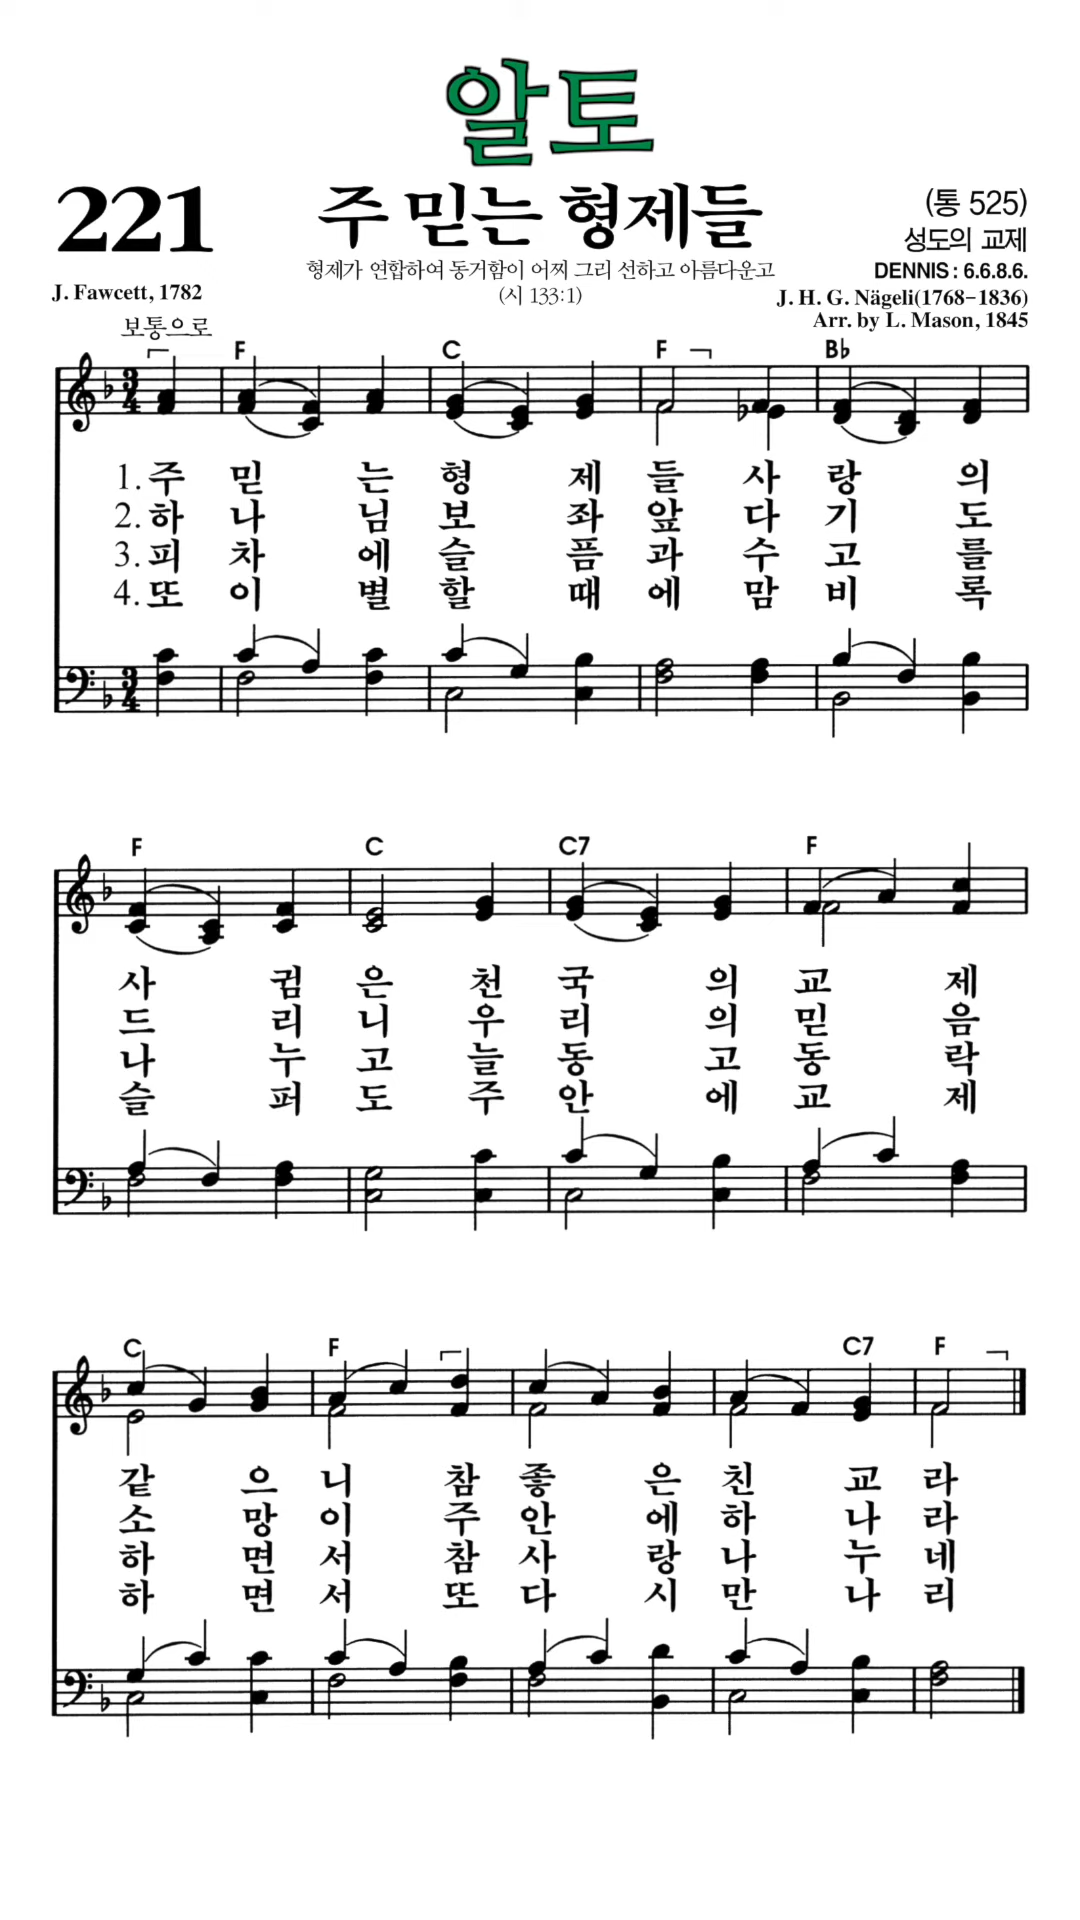 알토
221
주 믿는 형제들
(통 525)
성도의 교제
형제가 연합하여 동거함이 어찌 그리 선하고 아름다운고
(시 133:1)
DENNIS : 6.6.8.6.
J. Fawcett, 1782
J. H. G. Nägeli(1768-1836)
Arr. by L. Mason, 1845
보통으로
F C F B♭
1. 주 믿 는 형 제 들 사 랑 의
2. 하 나 님 보 좌 앞 다 기 도
3. 피 차 에 슬 픔 과 수 고 를
4. 또 이 별 할 때 에 맘 비 록
F C C7 F
사 귐 은 천 국 의 교 제
드 리 니 우 리 의 믿 음
나 누 고 늘 동 고 동 락
슬 퍼 도 주 안 에 교 제
C F C7 F
같 으 니 참 좋 은 친 교 라
소 망 이 주 안 에 하 나 라
하 면 서 참 사 랑 나 누 네
하 면 서 또 다 시 만 나 리